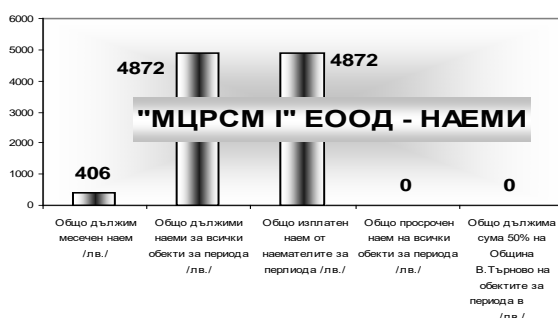 6000
5000
4000
3000
2000
1000
0
406
4872
4872
0
0
"МЦРСМ I" ЕООД - НАЕМИ
Общо дължим
месечен наем
/лв./
Общо дължими
наеми за всички
обекти за периода
/лв./
Общо изплатен
наем от
наемателите за
перлиода /лв./
Общо просрочен
наем на всички
обекти за периода
/лв./
Общо дължима
сума 50% на
Община
В.Търново на
обектите за
периода в
/лв./